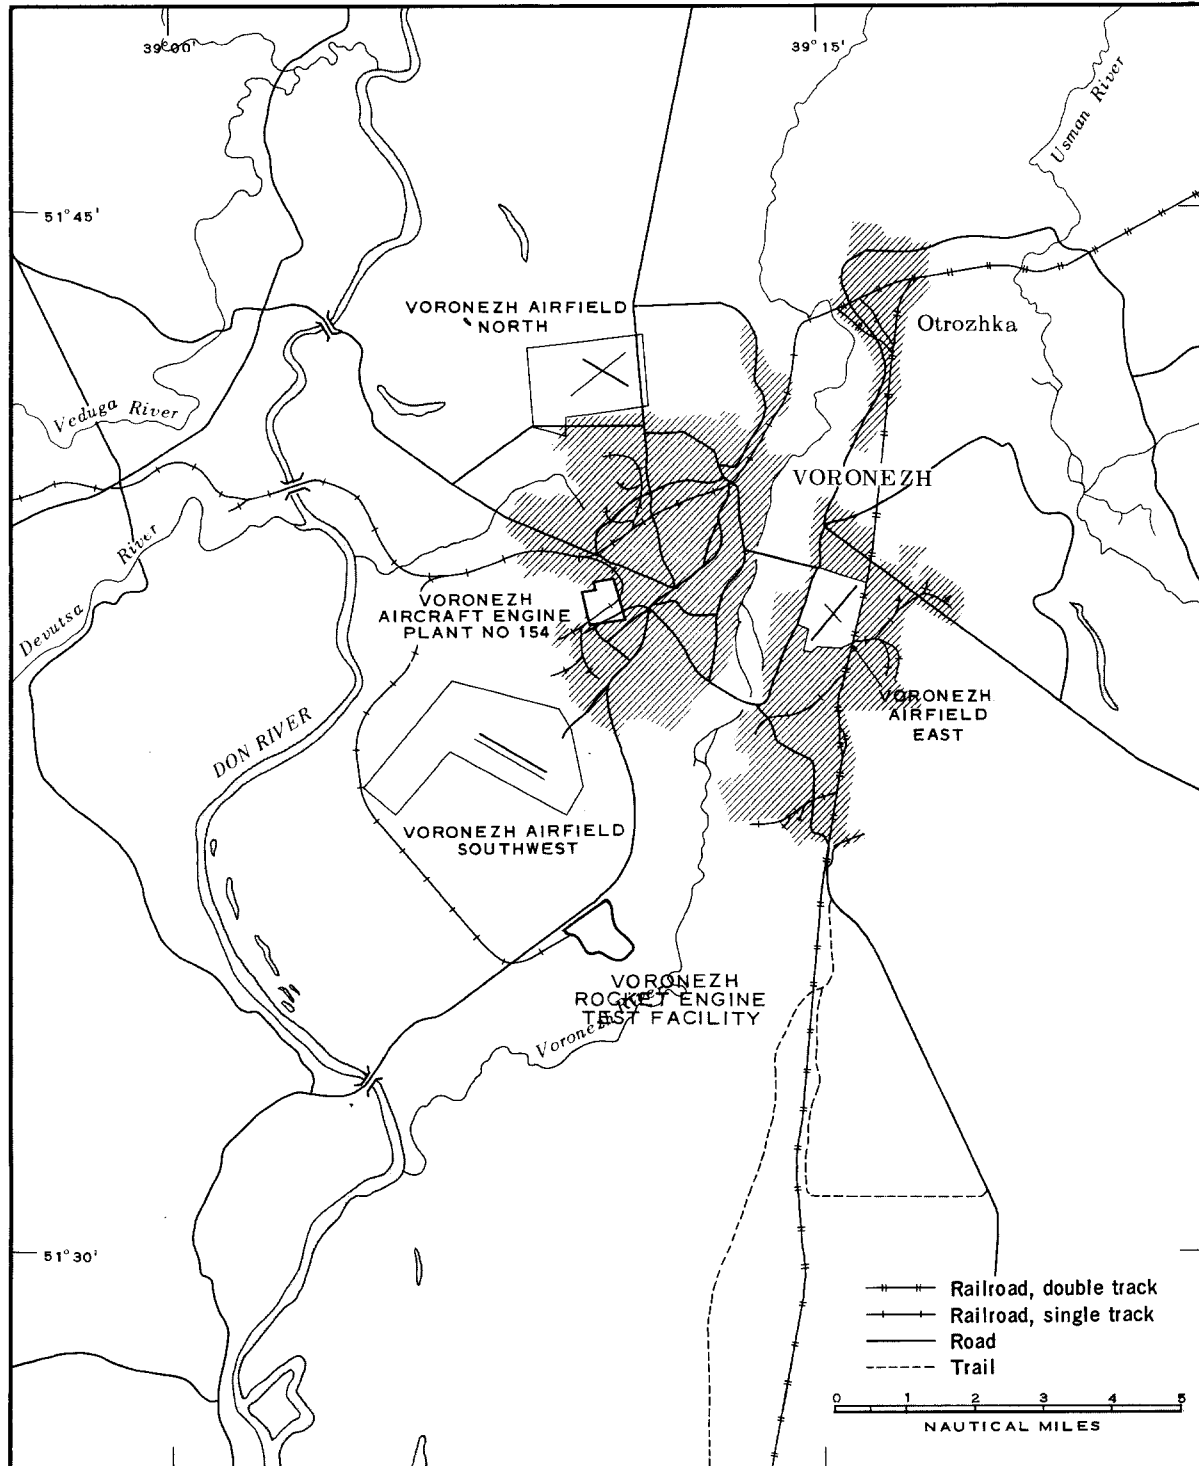 39°00'
39°15'
Usman River
51°45'
VORONEZH AIRFIELD
NORTH
Otrozhka
Veduga River
VORONEZH
Devutsa River
VORONEZH
AIRCRAFT ENGINE
PLANT NO 154
VORONEZH
AIRFIELD
EAST
DON RIVER
VORONEZH AIRFIELD
SOUTHWEST
VORONEZH
ROCKET ENGINE
TEST FACILITY
Voronezh River
51°30'
Railroad, double track
Railroad, single track
Road
Trail
0 1 2 3 4 5
NAUTICAL MILES